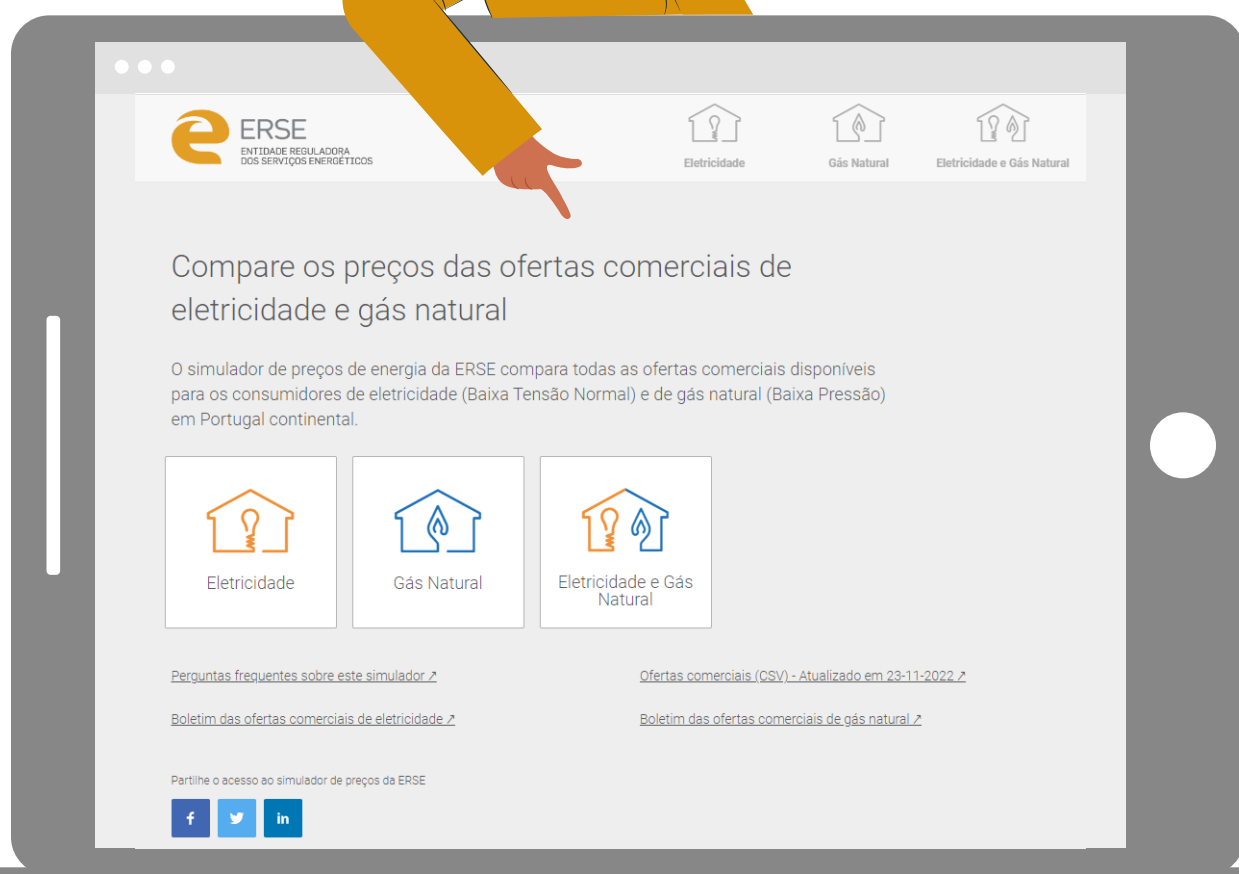 ERSE
ENTIDADE REGULADORA
DOS SERVIÇOS ENERGÉTICOS
Eletricidade
Gás Natural
Eletricidade e Gás Natural
Compare os preços das ofertas comerciais de
eletricidade e gás natural
O simulador de preços de energia da ERSE compara todas as ofertas comerciais disponíveis
para os consumidores de eletricidade (Baixa Tensão Normal) e de gás natural (Baixa Pressão)
em Portugal continental.
Eletricidade
Gás Natural
Eletricidade e Gás
Natural
Perguntas frequentes sobre este simulador ↗
Ofertas comerciais (CSV) - Atualizado em 23-11-2022 ↗
Boletim das ofertas comerciais de eletricidade ↗
Boletim das ofertas comerciais de gás natural ↗
Partilhe o acesso ao simulador de preços da ERSE
f
in